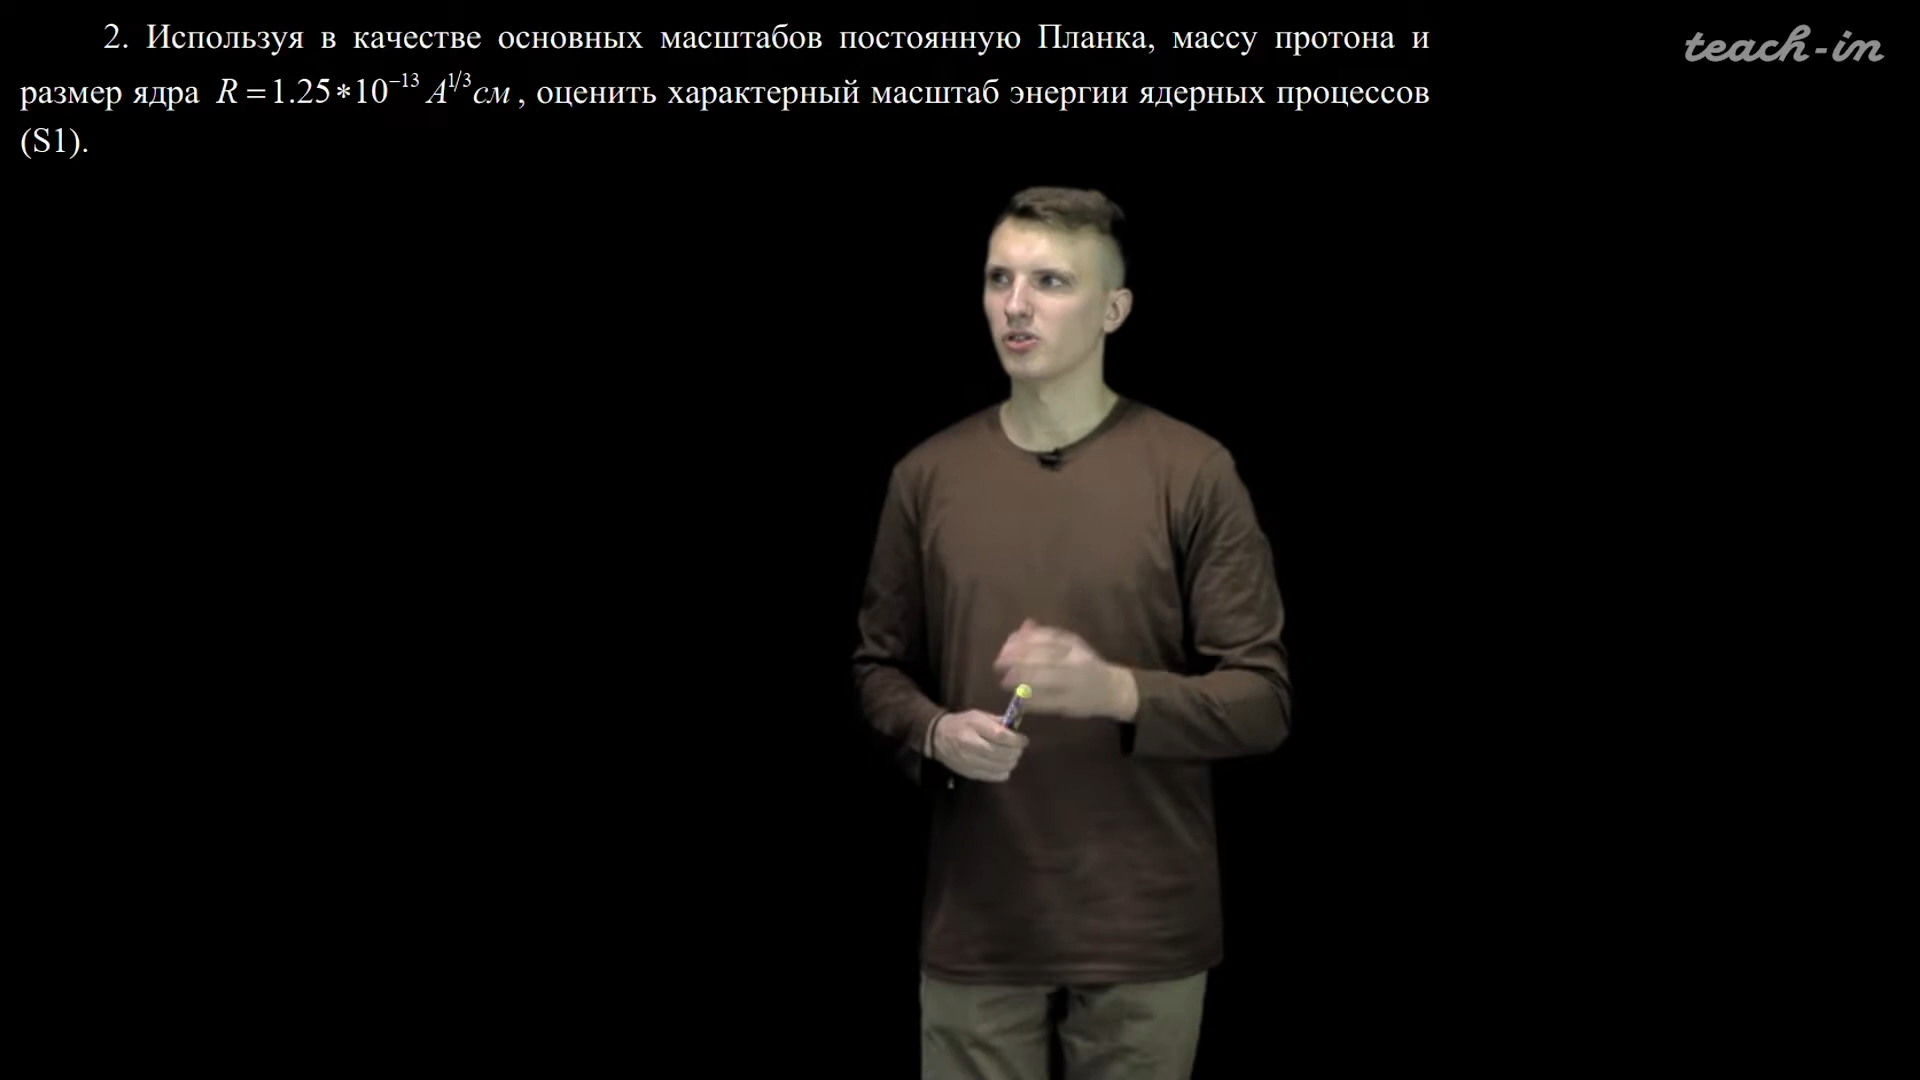 2. Используя в качестве основных масштабов постоянную Планка, массу протона и
размер ядра R=1.25*10⁻¹³ A^1/3 см, оценить характерный масштаб энергии ядерных процессов
(S1).
teach-in